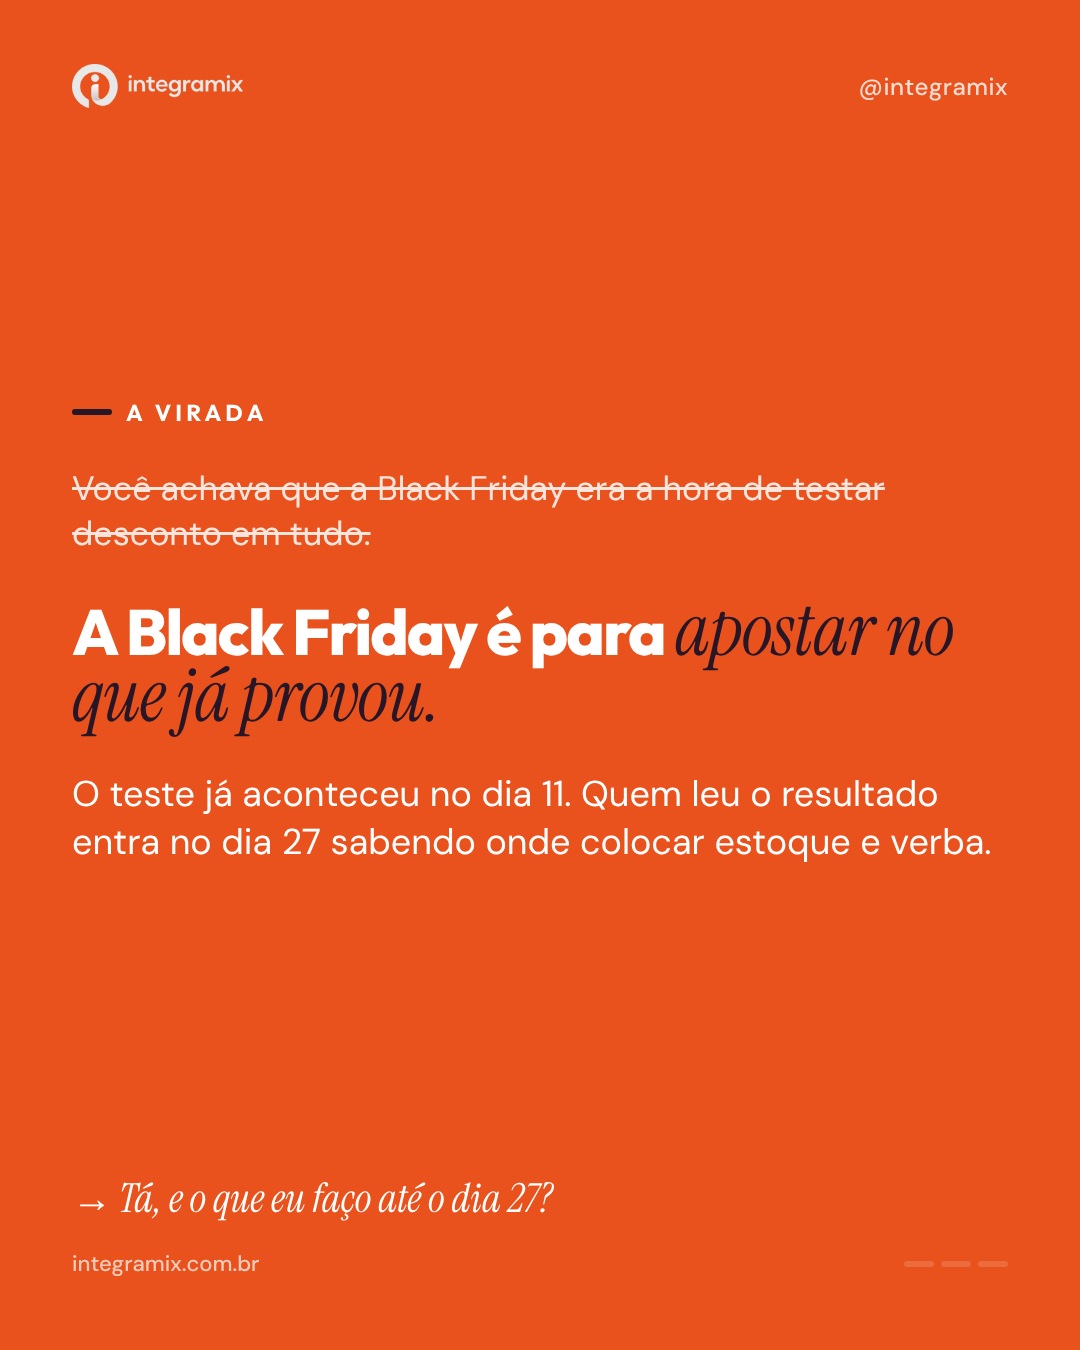 integramix
@integramix
A VIRADA
Você achava que a Black Friday era a hora de testar
desconto em tudo.
A Black Friday é para apostar no
que já provou.
O teste já aconteceu no dia 11. Quem leu o resultado
entra no dia 27 sabendo onde colocar estoque e verba.
→ Tá, e o que eu faço até o dia 27?
integramix.com.br